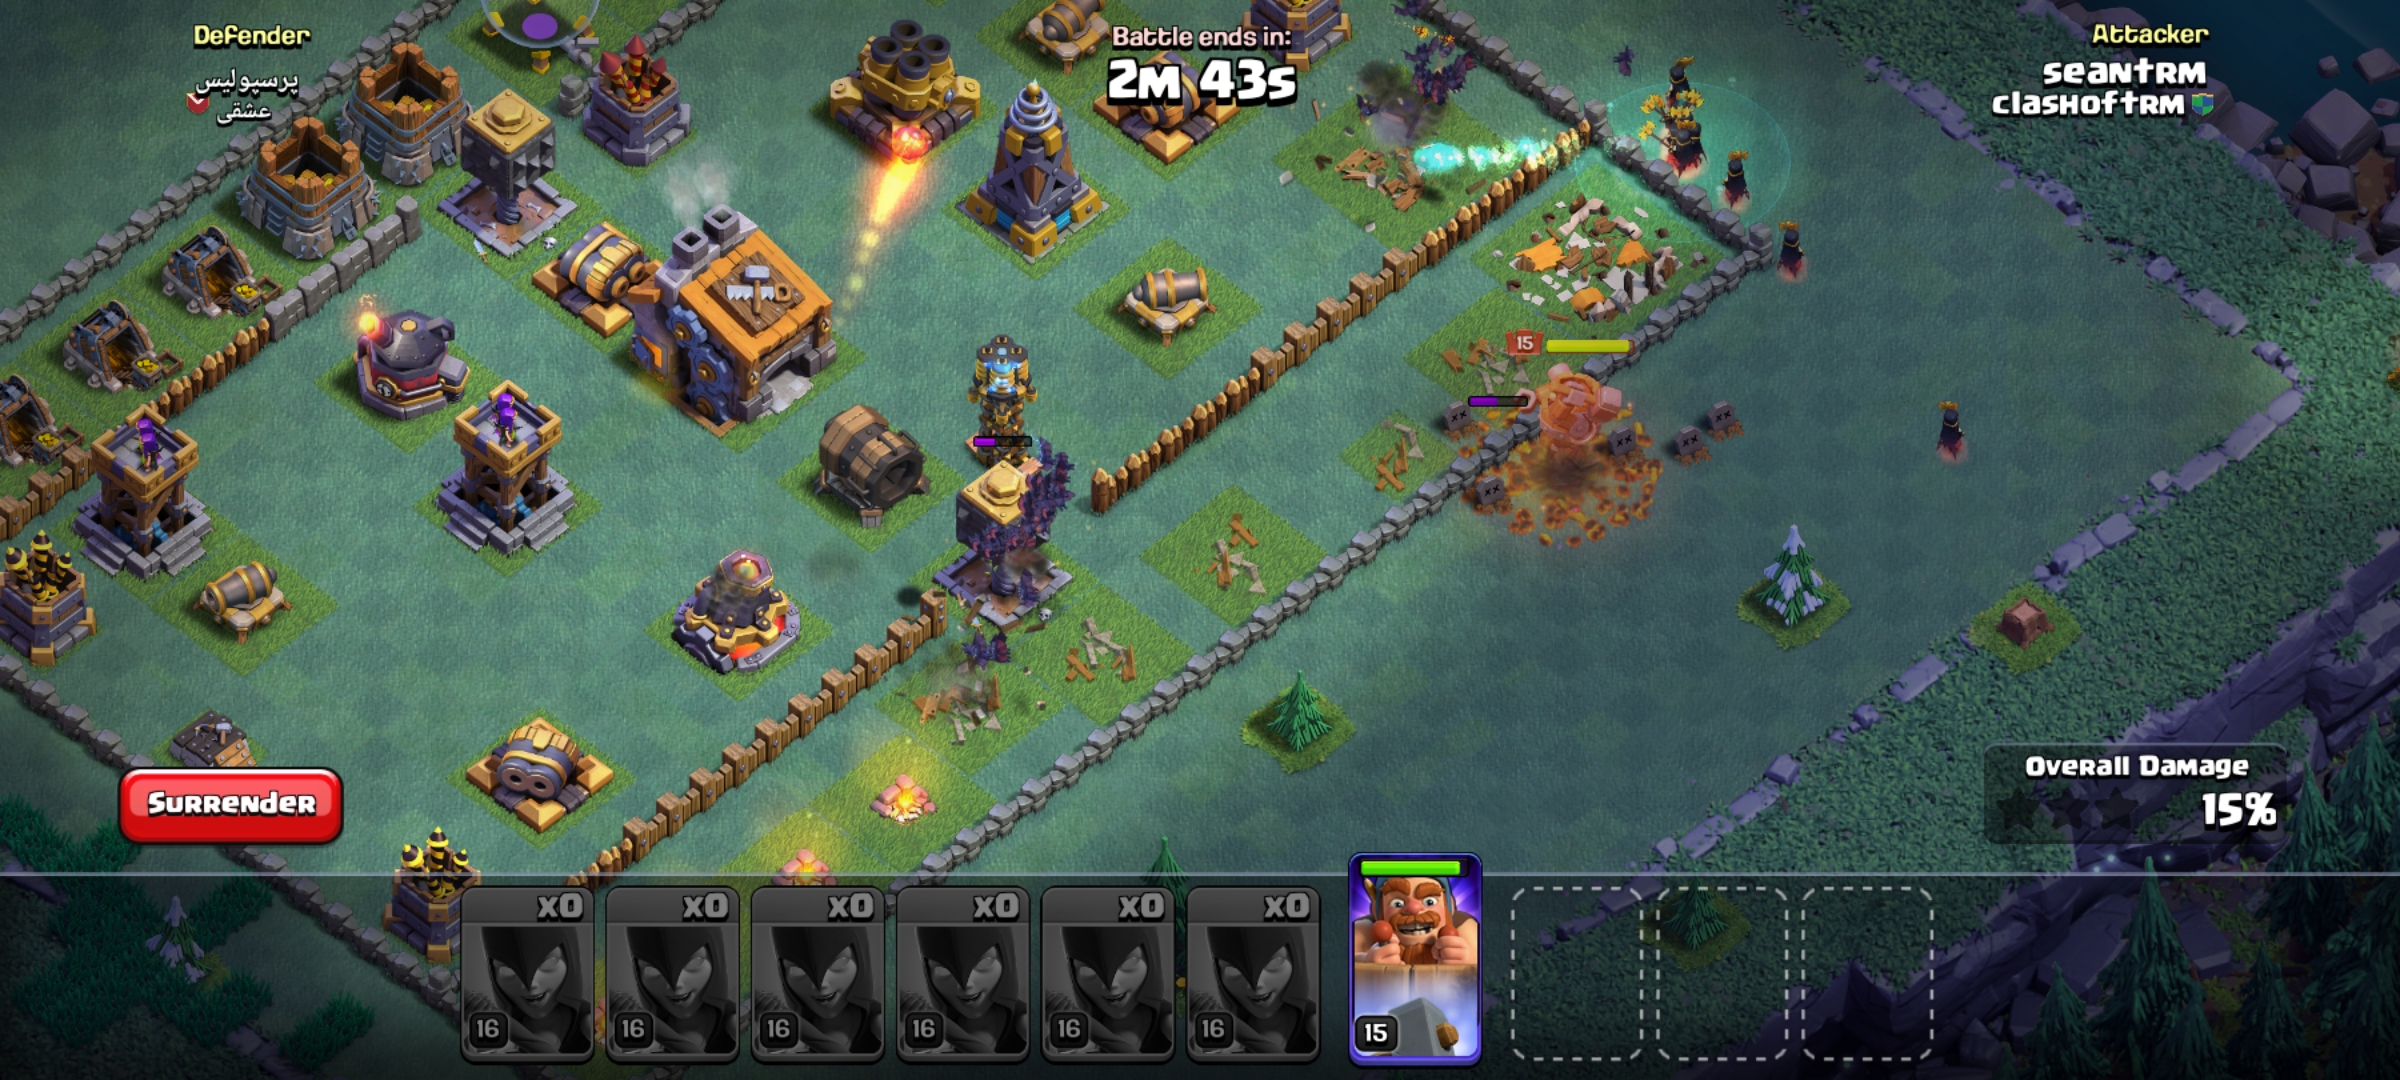 Defender
پرسپولیس
عشقی
Battle ends in:
2M 43s
Attacker
seantRM
clashoftRM
15
Surrender
Overall Damage
15%
x0
x0
x0
x0
x0
x0
16
16
16
16
16
16
15